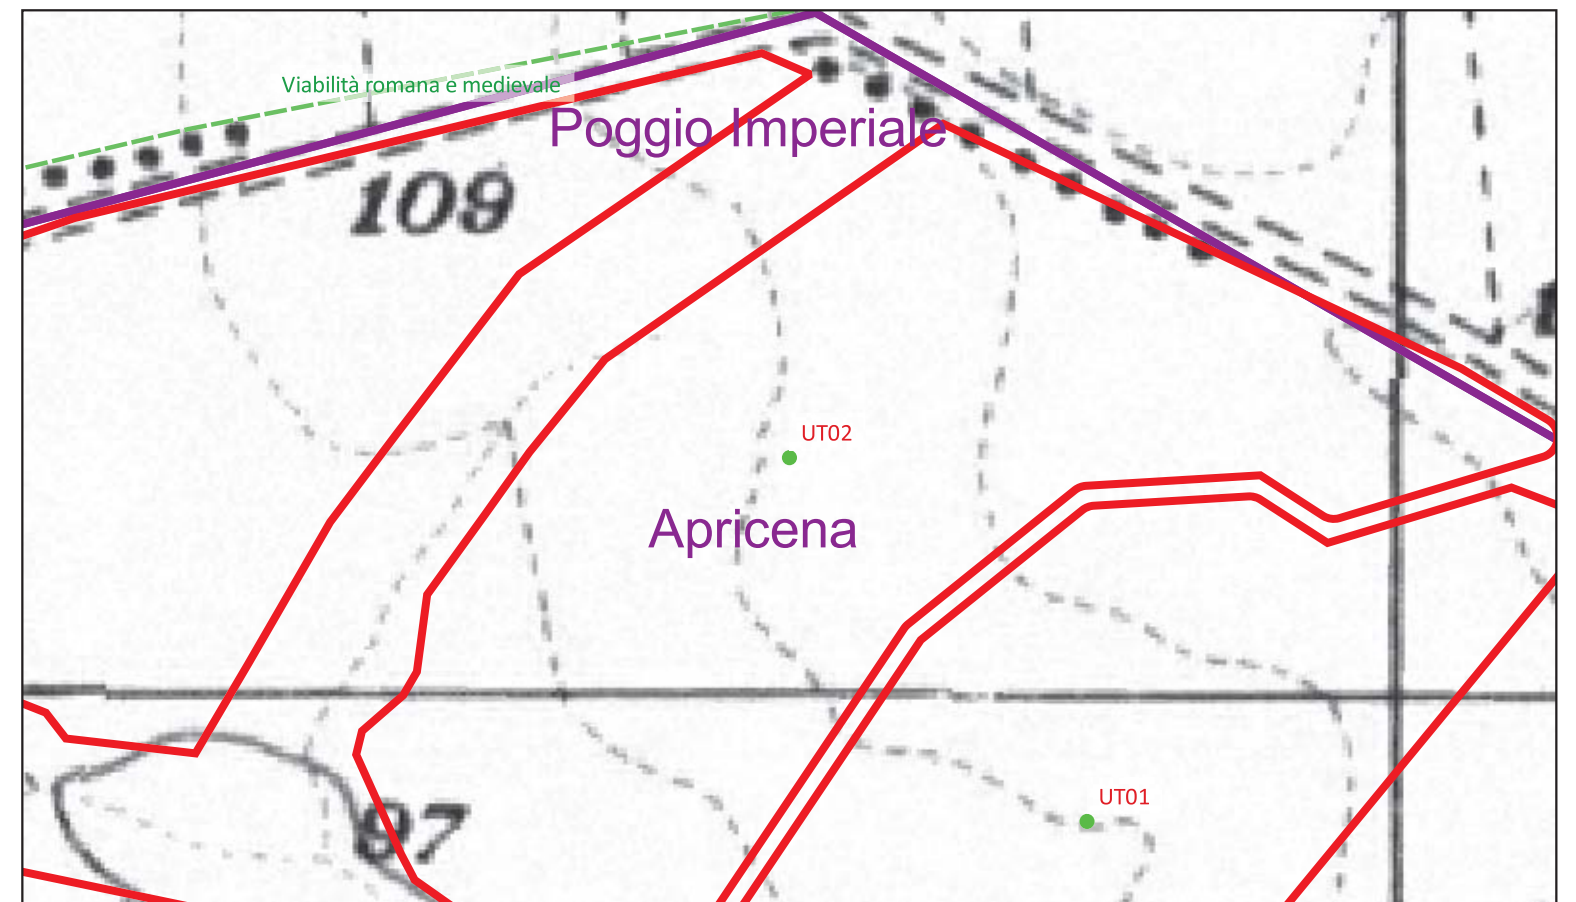 Viabilità romana e medievale
Poggio Imperiale
109
UT02
Apricena
UT01
97